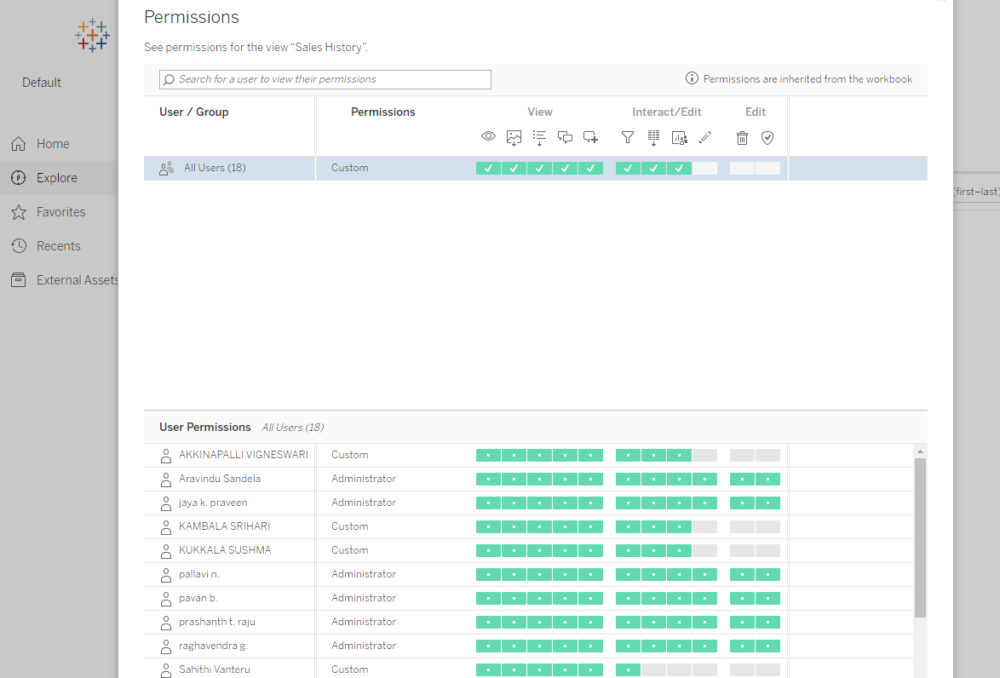 Permissions
See permissions for the view “Sales History”.
Default
Search for a user to view their permissions
Permissions are inherited from the workbook
User / Group Permissions View Interact/Edit Edit
Home
All Users (18) Custom
Explore
(first–last)
Favorites
Recents
External Assets
User Permissions All Users (18)
AKKINAPALLI VIGNESWARI Custom
Aravindu Sandela Administrator
jaya k. praveen Administrator
KAMBALA SRIHARI Custom
KUKKALA SUSHMA Custom
pallavi n. Administrator
pavan b. Administrator
prashanth t. raju Administrator
raghavendra g. Administrator
Sahithi Vanteru Custom